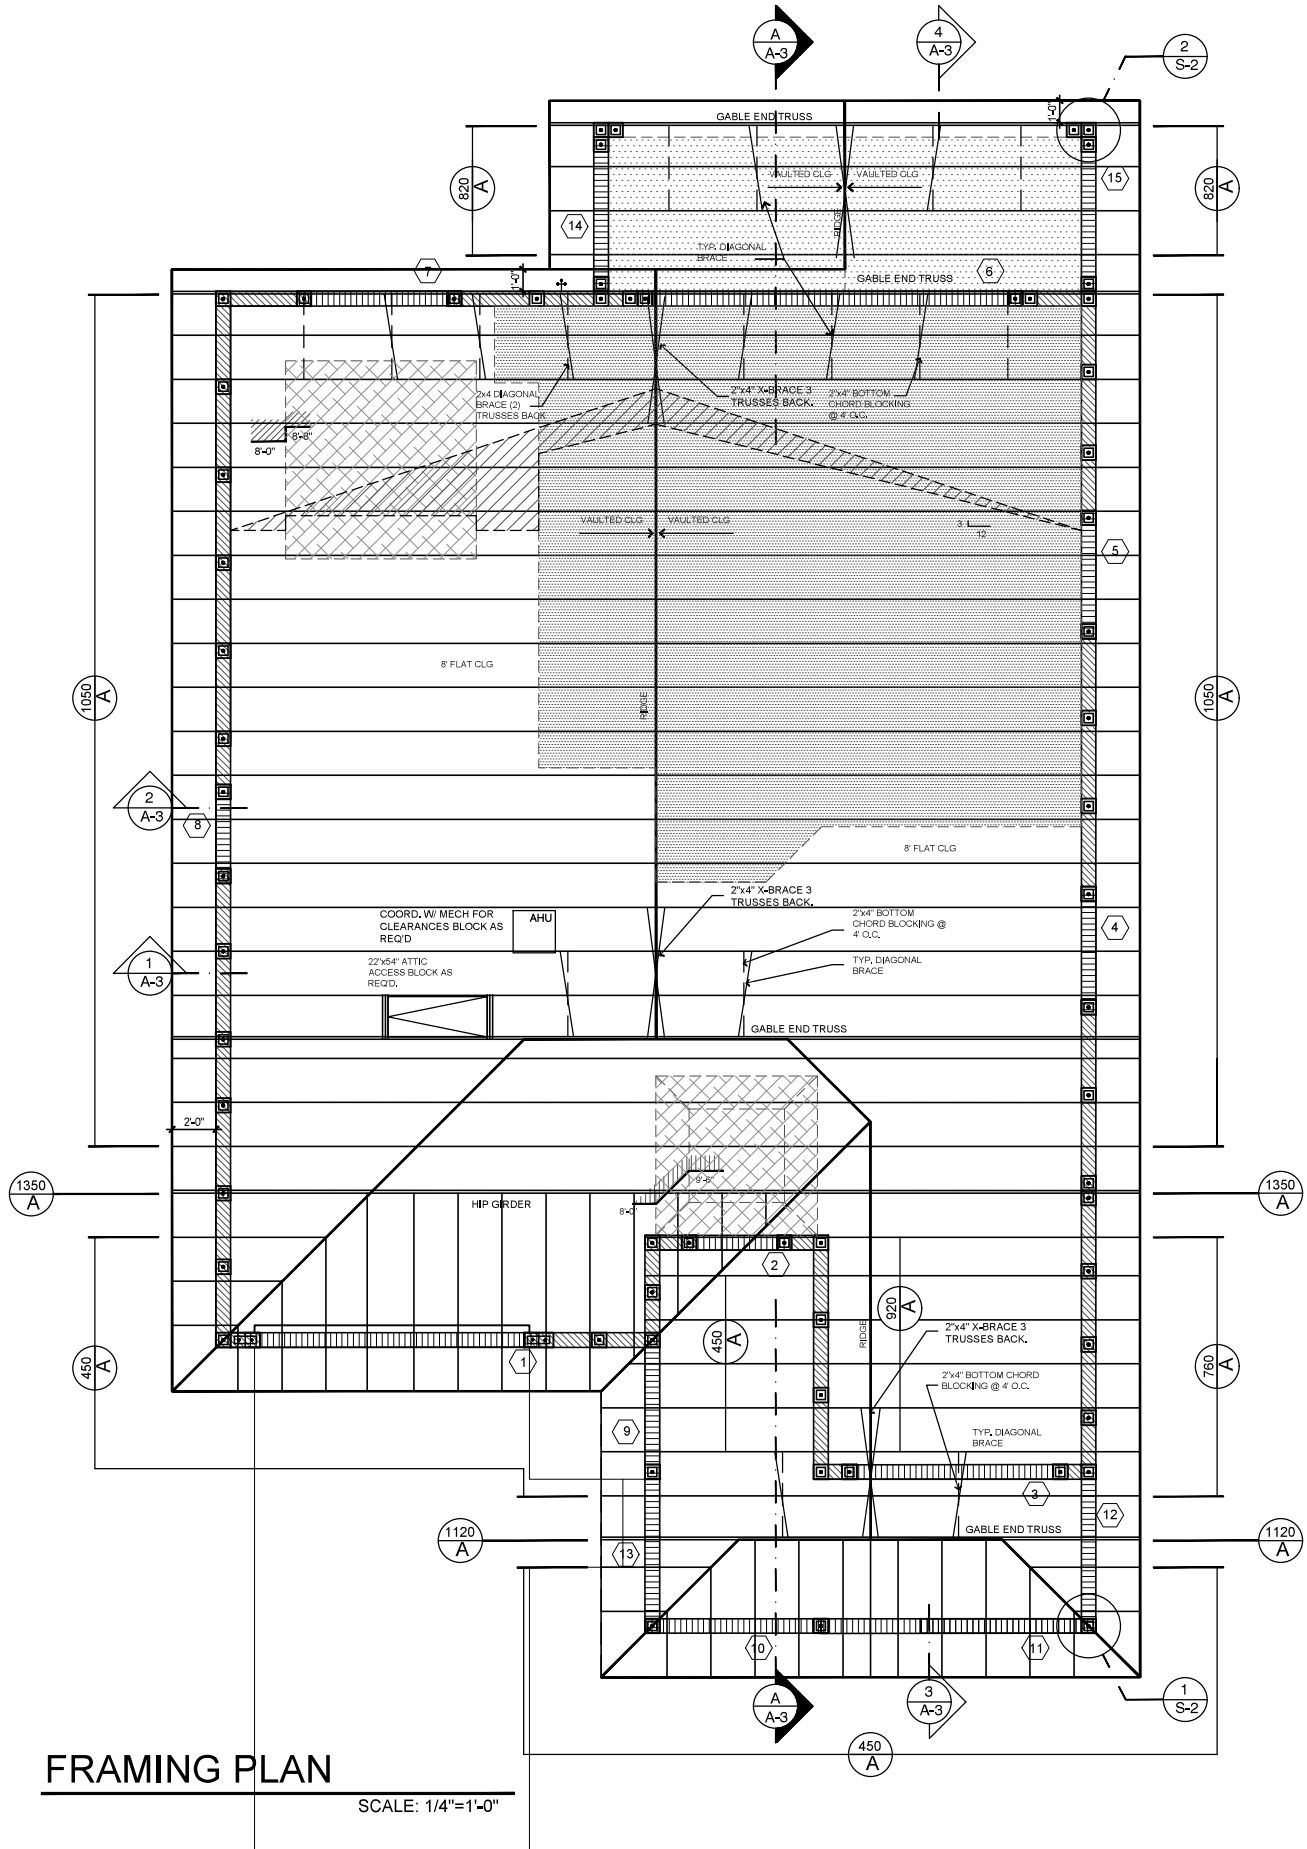 A
A-3
4
A-3
2
S-2
1'-0"
GABLE END TRUSS
820
A
820
A
15
VAULTED CLG
VAULTED CLG
14
RIDGE
TYP. DIAGONAL
BRACE
7
1'-0"
GABLE END TRUSS
6
2x4 DIAGONAL
BRACE (2)
TRUSSES BACK
2"x4" X-BRACE 3
TRUSSES BACK.
2"x4" BOTTOM
CHORD BLOCKING
@ 4' O.C.
8'-8"
8'-0"
VAULTED CLG
VAULTED CLG
3
12
5
8' FLAT CLG
1050
A
1050
A
RIDGE
2
A-3
8
8' FLAT CLG
2"x4" X-BRACE 3
TRUSSES BACK.
COORD. W/ MECH FOR
CLEARANCES BLOCK AS
REQ'D
AHU
2"x4" BOTTOM
CHORD BLOCKING @
4' O.C.
4
1
A-3
22"x54" ATTIC
ACCESS BLOCK AS
REQ'D.
TYP. DIAGONAL
BRACE
GABLE END TRUSS
2'-0"
1350
A
HIP GIRDER
9'-6"
8'-0"
1350
A
2
920
A
450
A
RIDGE
2"x4" X-BRACE 3
TRUSSES BACK.
450
A
1
760
A
2"x4" BOTTOM CHORD
BLOCKING @ 4' O.C.
9
TYP. DIAGONAL
BRACE
3
12
1120
A
13
GABLE END TRUSS
1120
A
10
11
A
A-3
3
A-3
1
S-2
450
A
FRAMING PLAN
SCALE: 1/4"=1'-0"